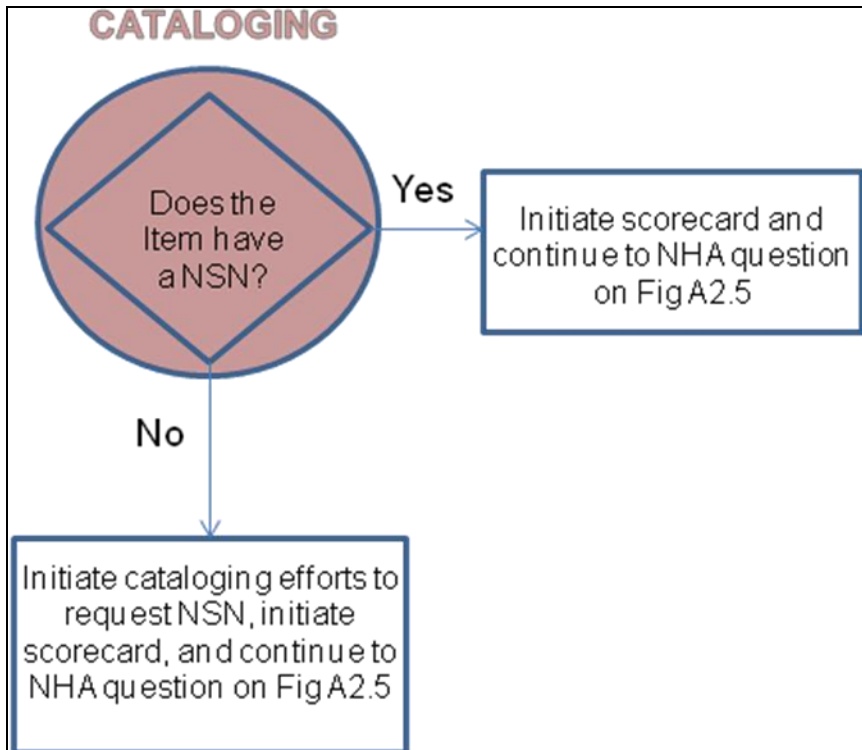 CATALOGING
Does the
Item have
a NSN?
Yes
Initiate scorecard and
continue to NHA question
on Fig A2.5
No
Initiate cataloging efforts to
request NSN, initiate
scorecard, and continue to
NHA question on Fig A2.5